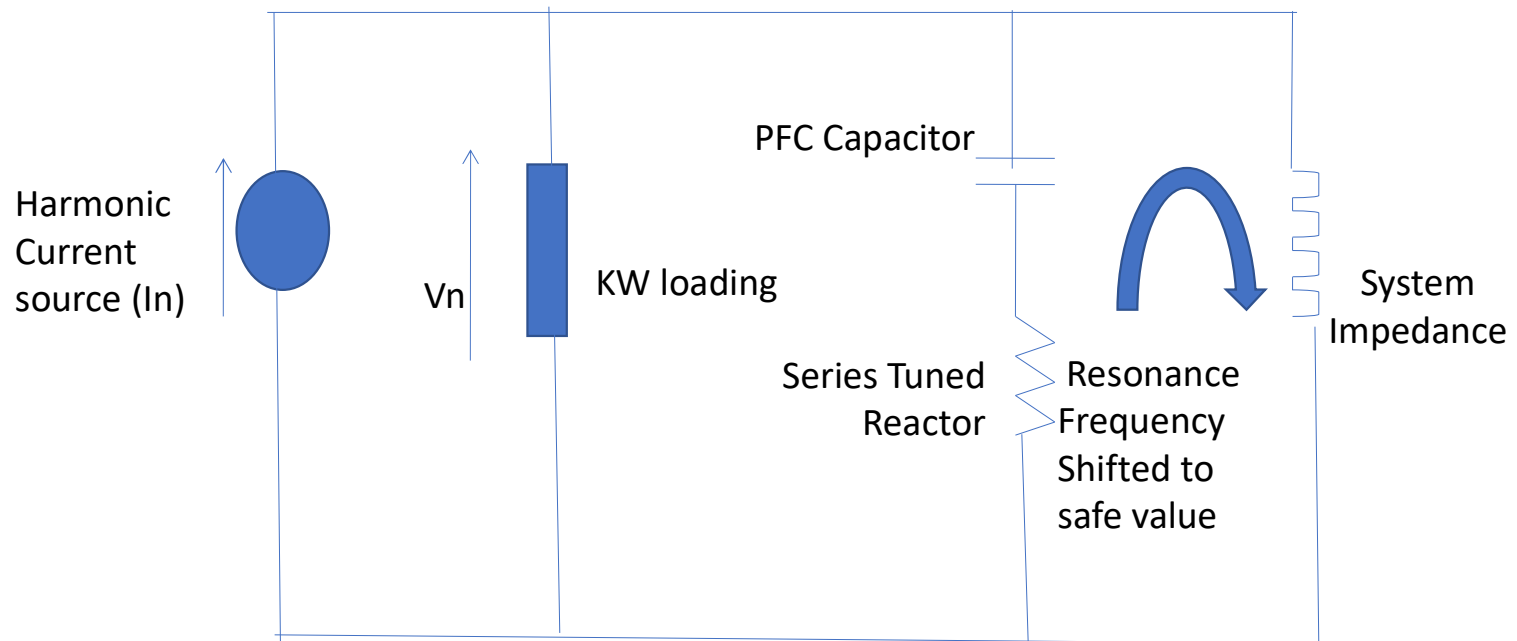 PFC Capacitor
Harmonic
Current
source (In)
Vn
KW loading
System
Impedance
Series Tuned
Reactor
Resonance
Frequency
Shifted to
safe value